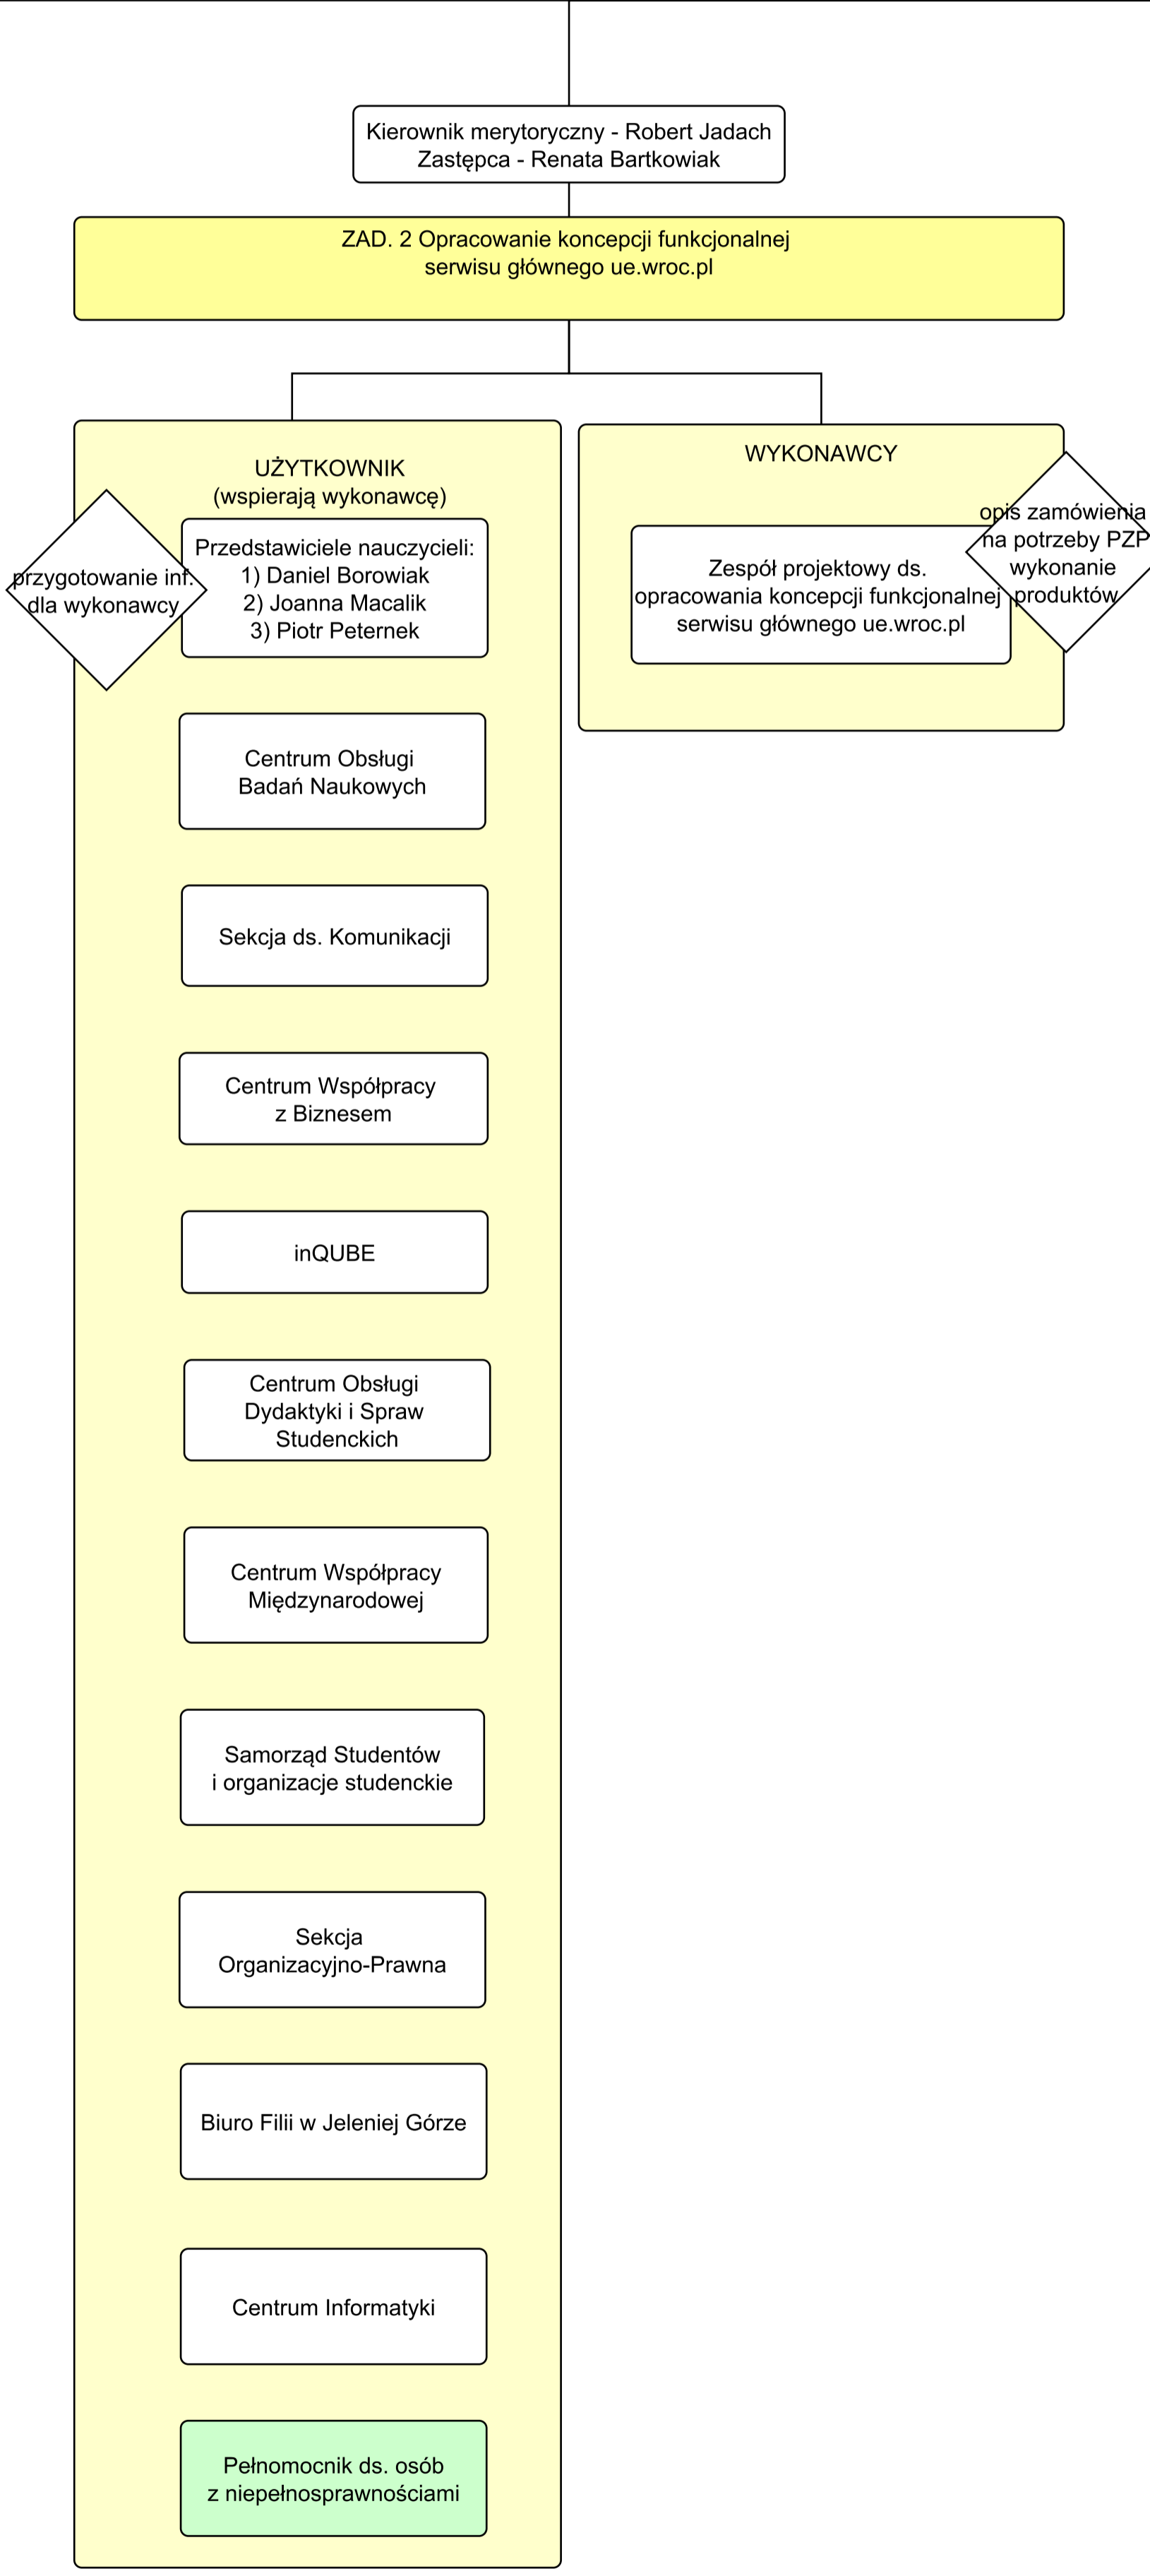 Kierownik merytoryczny - Robert Jadach
Zastępca - Renata Bartkowiak
ZAD. 2 Opracowanie koncepcji funkcjonalnej
serwisu głównego ue.wroc.pl
UŻYTKOWNIK
(wspierają wykonawcę)
przygotowanie inf.
dla wykonawcy
Przedstawiciele nauczycieli:
1) Daniel Borowiak
2) Joanna Macalik
3) Piotr Peternek
Centrum Obsługi
Badań Naukowych
Sekcja ds. Komunikacji
Centrum Współpracy
z Biznesem
inQUBE
Centrum Obsługi
Dydaktyki i Spraw
Studenckich
Centrum Współpracy
Międzynarodowej
Samorząd Studentów
i organizacje studenckie
Sekcja
Organizacyjno-Prawna
Biuro Filii w Jeleniej Górze
Centrum Informatyki
Pełnomocnik ds. osób
z niepełnosprawnościami
WYKONAWCY
Zespół projektowy ds.
opracowania koncepcji funkcjonalnej
serwisu głównego ue.wroc.pl
opis zamówienia
na potrzeby PZP
wykonanie
produktów